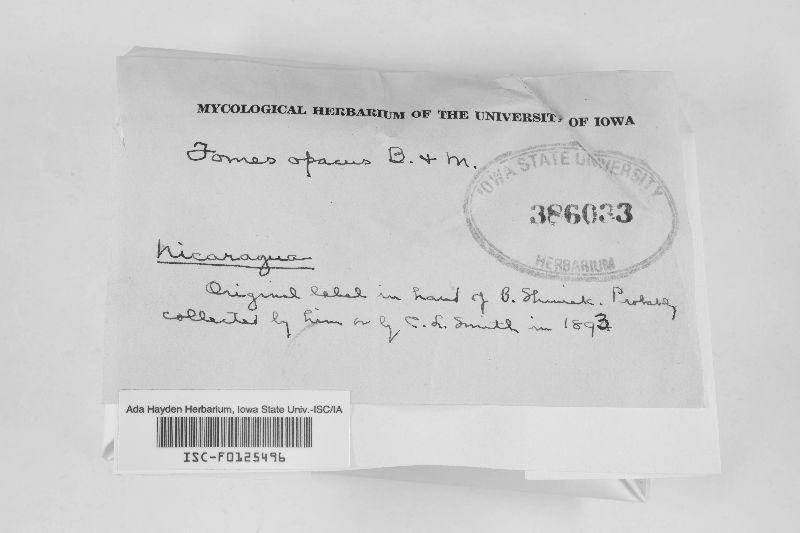 MYCOLOGICAL HERBARIUM OF THE UNIVERSITY OF IOWA
Fomes opacus B. & M.
IOWA STATE UNIVERSITY
386033
HERBARIUM
Nicaragua
Original label in hand of B. Shimek. Probably
collected by him or by C. L. Smith in 1893
Ada Hayden Herbarium, Iowa State Univ.-ISC/IA
ISC-F0125496